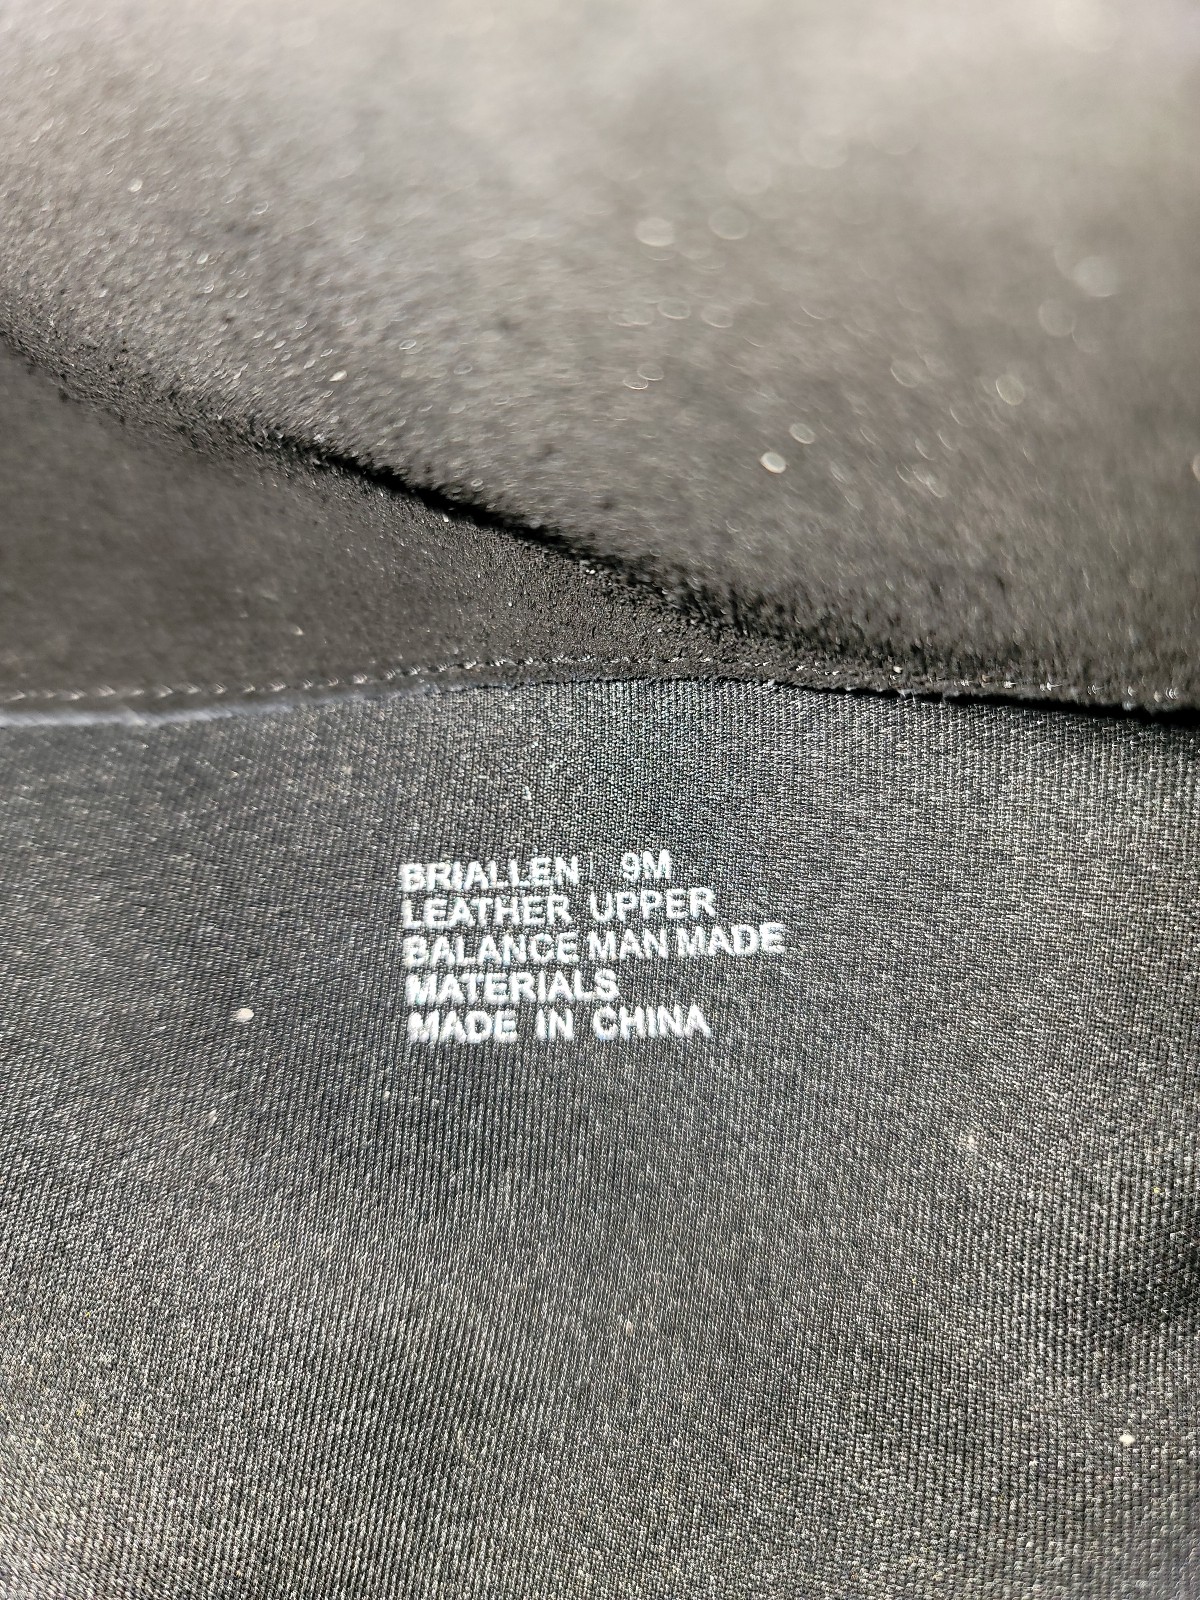 BRIALLEN 9M
LEATHER UPPER
BALANCE MAN MADE
MATERIALS
MADE IN CHINA